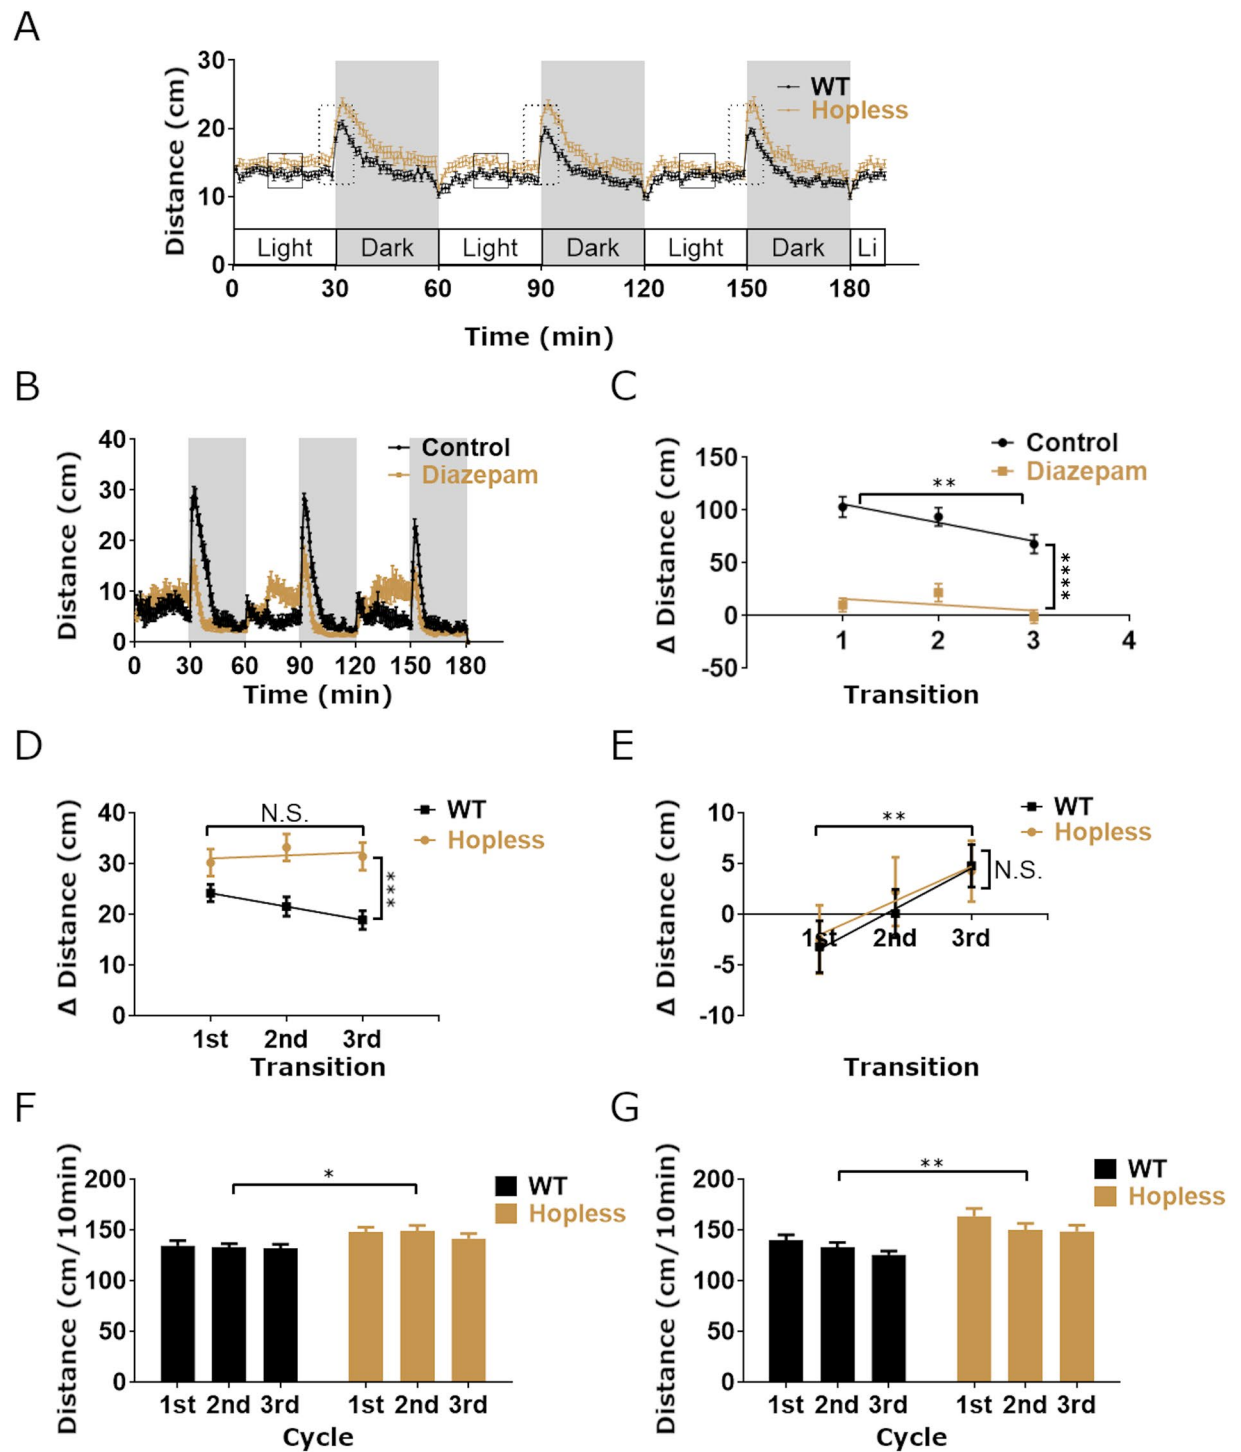 A
Distance (cm)
30
20
10
0
WT
Hopless
Light Dark Light Dark Light Dark Li
0 30 60 90 120 150 180
Time (min)
B
Distance (cm)
40
30
20
10
0
Control
Diazepam
0 30 60 90 120 150 180
Time (min)
C
Δ Distance (cm)
150
100
50
0
-50
Control
Diazepam
**
****
1 2 3 4
Transition
D
Δ Distance (cm)
40
30
20
10
0
N.S.
WT
Hopless
***
1st 2nd 3rd
Transition
E
Δ Distance (cm)
10
5
0
-5
-10
**
WT
Hopless
N.S.
1st 2nd 3rd
Transition
F
Distance (cm/10min)
200
150
100
50
0
*
WT
Hopless
1st 2nd 3rd 1st 2nd 3rd
Cycle
G
Distance (cm/10min)
200
150
100
50
0
**
WT
Hopless
1st 2nd 3rd 1st 2nd 3rd
Cycle